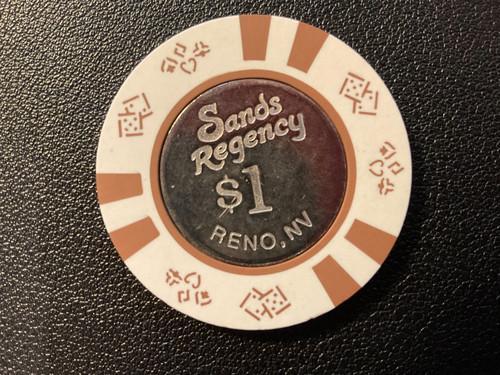 Sands
Regency
$1
RENO, NV